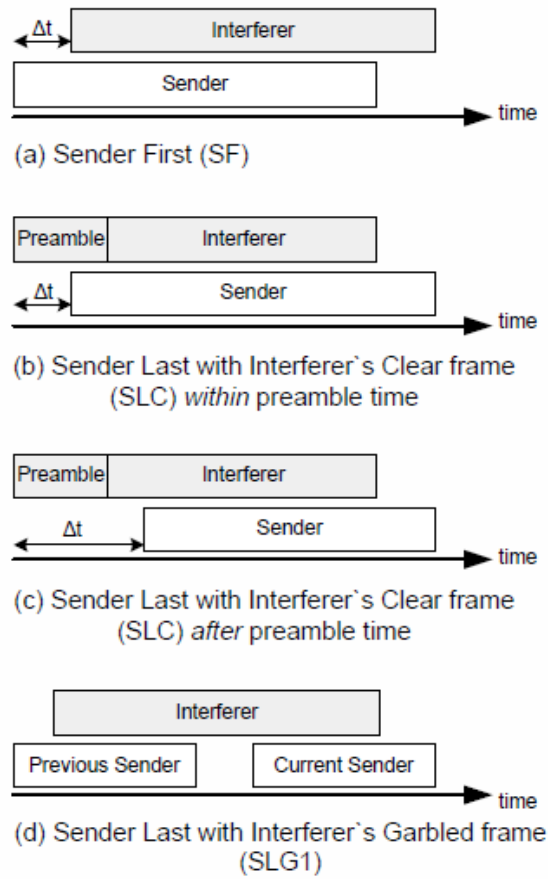 Δt
Interferer
Sender
time
(a) Sender First (SF)
Preamble Interferer
Δt
Sender
time
(b) Sender Last with Interferer`s Clear frame
(SLC) within preamble time
Preamble Interferer
Δt
Sender
time
(c) Sender Last with Interferer`s Clear frame
(SLC) after preamble time
Interferer
Previous Sender Current Sender
time
(d) Sender Last with Interferer`s Garbled frame
(SLG1)